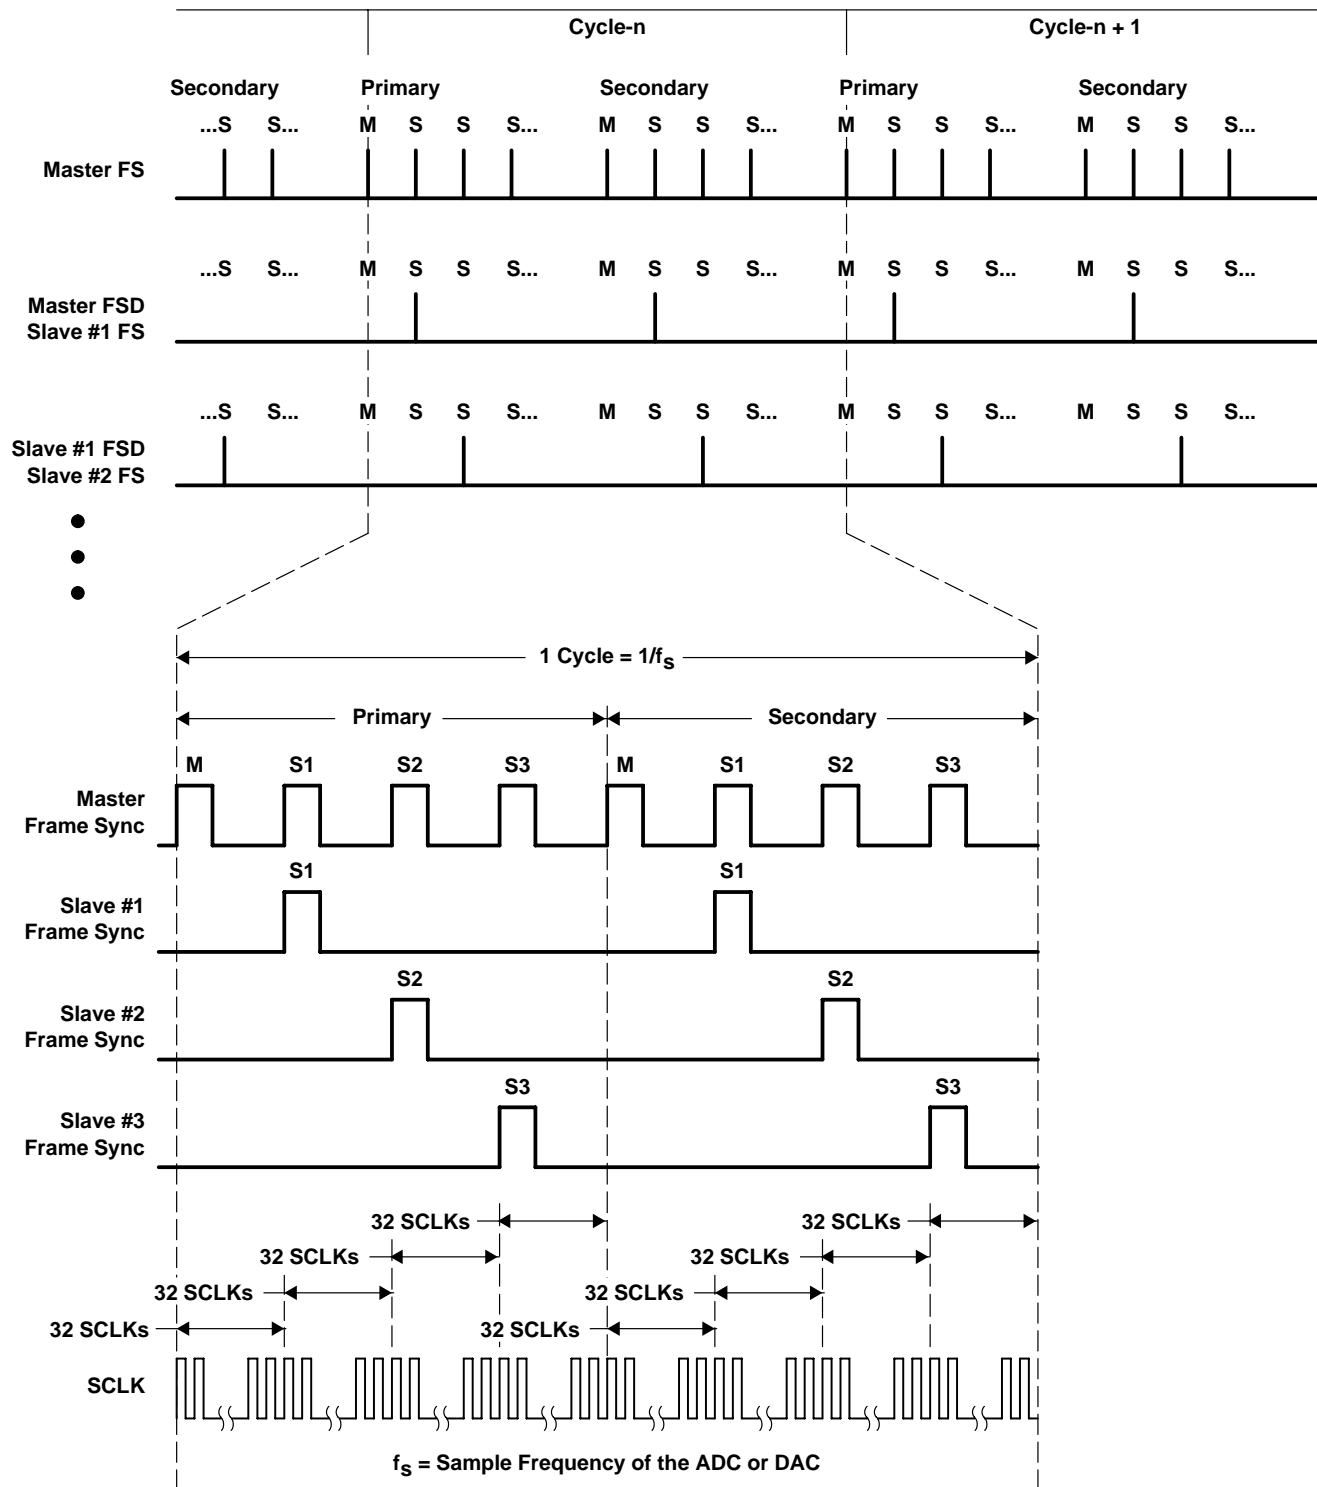 Cycle-n Cycle-n + 1
Secondary Primary Secondary Primary Secondary
...S S... M S S S... M S S S... M S S S... M S S S...
Master FS
...S S... M S S S... M S S S... M S S S... M S S S...
Master FSD
Slave #1 FS
...S S... M S S S... M S S S... M S S S... M S S S...
Slave #1 FSD
Slave #2 FS
1 Cycle = 1/fs
Primary Secondary
M S1 S2 S3 M S1 S2 S3
Master
Frame Sync
S1 S1
Slave #1
Frame Sync
S2 S2
Slave #2
Frame Sync
S3 S3
Slave #3
Frame Sync
32 SCLKs 32 SCLKs
32 SCLKs 32 SCLKs
32 SCLKs 32 SCLKs
32 SCLKs 32 SCLKs
SCLK
fs = Sample Frequency of the ADC or DAC